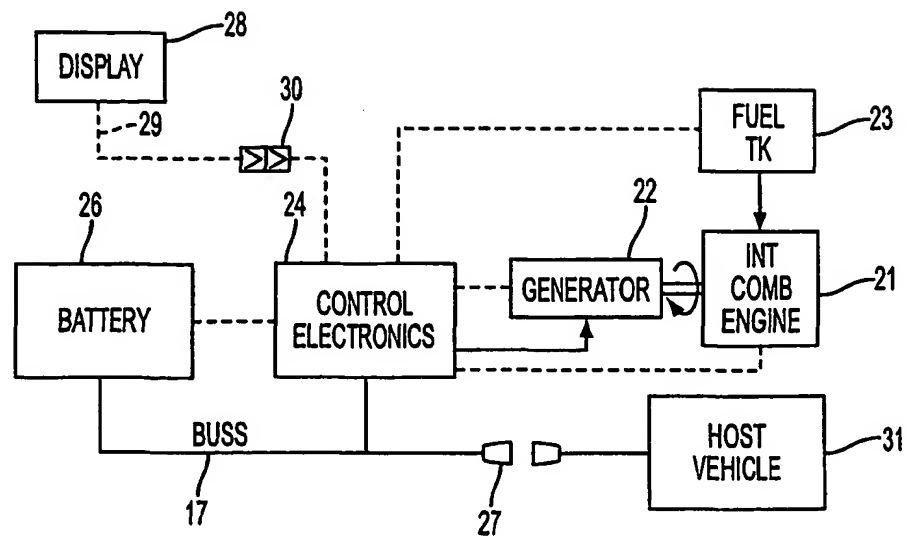 28
DISPLAY
29
30
FUEL
TK
23
26
24
22
BATTERY
CONTROL
ELECTRONICS
GENERATOR
INT
COMB
ENGINE
21
BUSS
17
27
HOST
VEHICLE
31